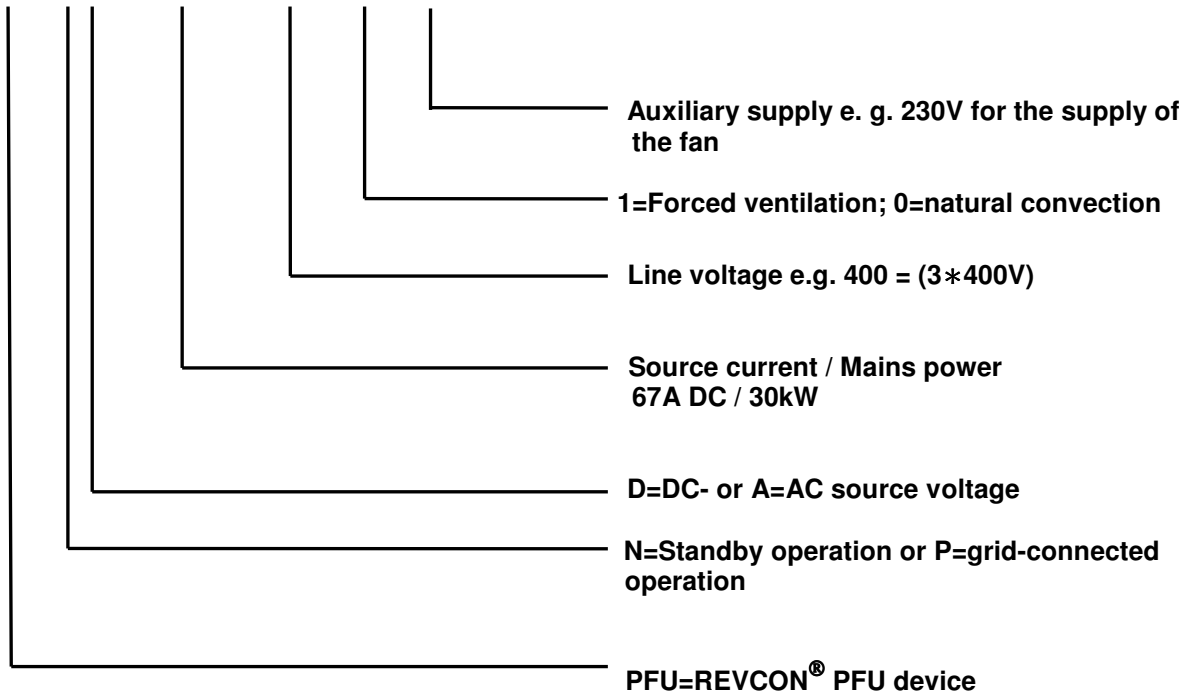 Auxiliary supply e. g. 230V for the supply of
the fan
1=Forced ventilation; 0=natural convection
Line voltage e.g. 400 = (3∗400V)
Source current / Mains power
67A DC / 30kW
D=DC- or A=AC source voltage
N=Standby operation or P=grid-connected
operation
PFU=REVCON® PFU device